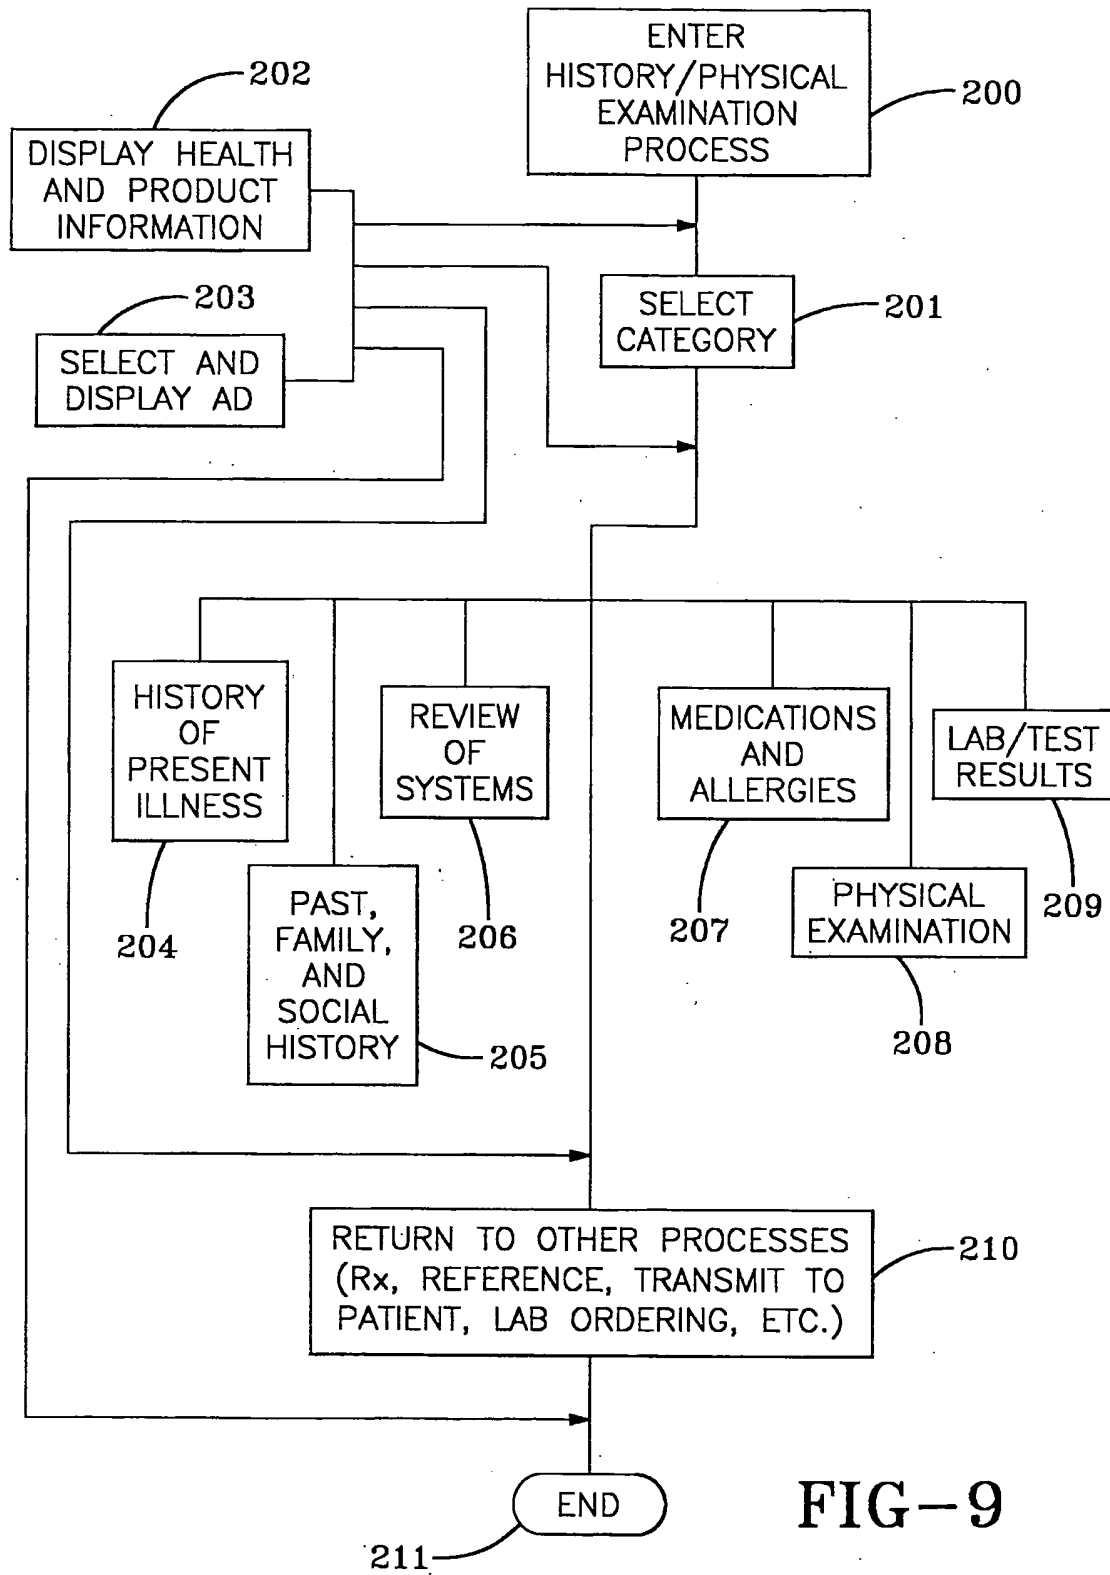 ENTER
HISTORY/PHYSICAL
EXAMINATION
PROCESS
200
202
DISPLAY HEALTH
AND PRODUCT
INFORMATION
203
SELECT AND
DISPLAY AD
SELECT
CATEGORY
201
HISTORY
OF
PRESENT
ILLNESS
204
PAST,
FAMILY,
AND
SOCIAL
HISTORY
205
REVIEW
OF
SYSTEMS
206
MEDICATIONS
AND
ALLERGIES
207
PHYSICAL
EXAMINATION
208
LAB/TEST
RESULTS
209
RETURN TO OTHER PROCESSES
(Rx, REFERENCE, TRANSMIT TO
PATIENT, LAB ORDERING, ETC.)
210
END
211
FIG-9